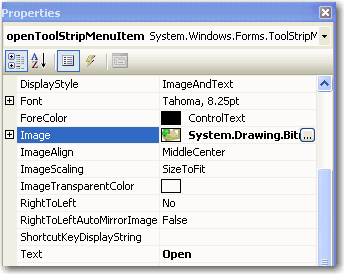 Properties
openToolStripMenuItem System.Windows.Forms.ToolStripM
DisplayStyle ImageAndText
Font Tahoma, 8.25pt
ForeColor ControlText
Image System.Drawing.Bit ...
ImageAlign MiddleCenter
ImageScaling SizeToFit
ImageTransparentColor
RightToLeft No
RightToLeftAutoMirrorImage False
ShortcutKeyDisplayString
Text Open